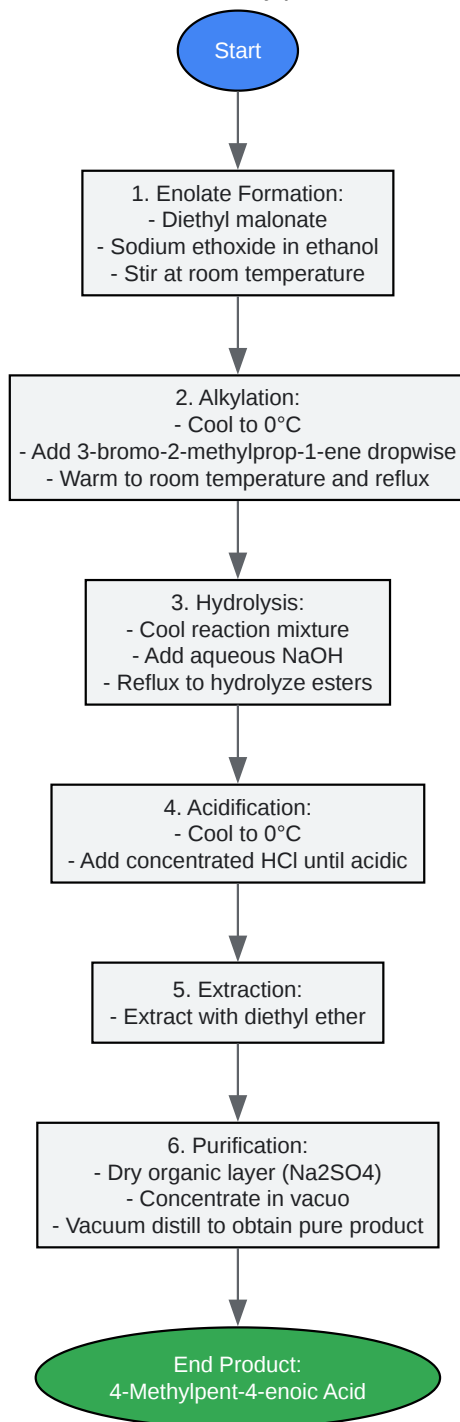 Start
1. Enolate Formation:
- Diethyl malonate
- Sodium ethoxide in ethanol
- Stir at room temperature
2. Alkylation:
- Cool to 0°C
- Add 3-bromo-2-methylprop-1-ene dropwise
- Warm to room temperature and reflux
3. Hydrolysis:
- Cool reaction mixture
- Add aqueous NaOH
- Reflux to hydrolyze esters
4. Acidification:
- Cool to 0°C
- Add concentrated HCl until acidic
5. Extraction:
- Extract with diethyl ether
6. Purification:
- Dry organic layer (Na2SO4)
- Concentrate in vacuo
- Vacuum distill to obtain pure product
End Product:
4-Methylpent-4-enoic Acid